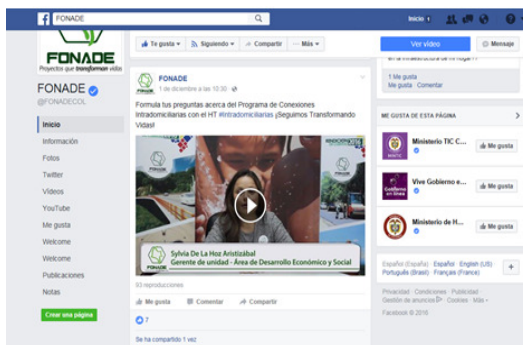 FONADE
Inicio
FONADE
Proyectos que transforman vidas
Te gusta
Siguiendo
Compartir
Más
Ver vídeo
Mensaje
FONADE
@FONADECOL
Inicio
Información
Fotos
Twitter
Vídeos
YouTube
Me gusta
Welcome
Welcome
Publicaciones
Notas
Crear una página
FONADE
1 de diciembre a las 10:30
Formula tus preguntas acerca del Programa de Conexiones
Intradomiciliarias con el HT #Intradomiciliarias ¡Seguimos Transformando
Vidas!
FONADE
FONADE
FONADE
Sylvia De La Hoz Aristizábal
Gerente de unidad - Área de Desarrollo Económico y Social
93 reproducciones
Me gusta
Comentar
Compartir
7
Se ha compartido 1 vez
1 Me gusta
Me gusta · Comentar
ME GUSTA DE ESTA PÁGINA
Ministerio TIC C...
Me gusta
Vive Gobierno e...
Me gusta
Ministerio de H...
Me gusta
Español (España) · Español · English (US) ·
Português (Brasil) · Français (France)
Privacidad · Condiciones · Publicidad ·
Gestión de anuncios · Cookies · Más
Facebook © 2016